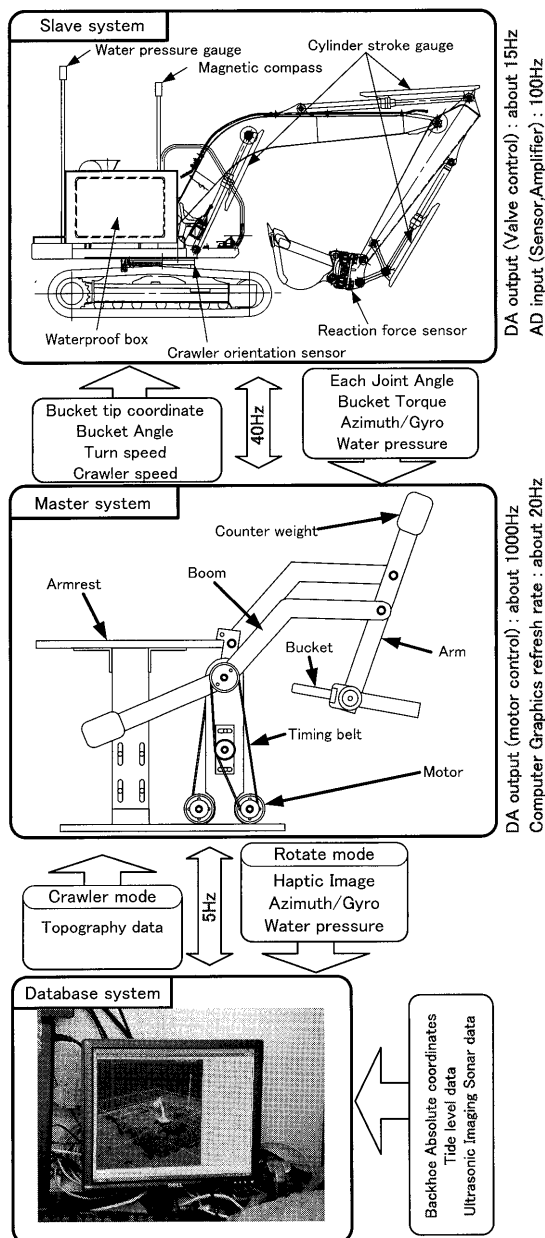 Slave system
Water pressure gauge
Magnetic compass
Cylinder stroke gauge
Waterproof box
Crawler orientation sensor
Reaction force sensor
DA output (Valve control) : about 15Hz
AD input (Sensor,Amplifier) : 100Hz
Bucket tip coordinate
Bucket Angle
Turn speed
Crawler speed
40Hz
Each Joint Angle
Bucket Torque
Azimuth/Gyro
Water pressure
Master system
Counter weight
Boom
Armrest
Bucket
Arm
Timing belt
Motor
DA output (motor control) : about 1000Hz
Computer Graphics refresh rate : about 20Hz
Crawler mode
Topography data
5Hz
Rotate mode
Haptic Image
Azimuth/Gyro
Water pressure
Database system
DELL
Backhoe Absolute coordinates
Tide level data
Ultrasonic Imaging Sonar data